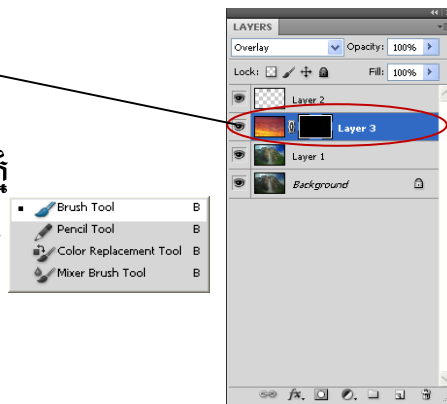 LAYERS
Overlay Opacity: 100%
Lock: Fill: 100%
Layer 2
Layer 3
Layer 1
Background
Brush Tool B
Pencil Tool B
Color Replacement Tool B
Mixer Brush Tool B
fx.